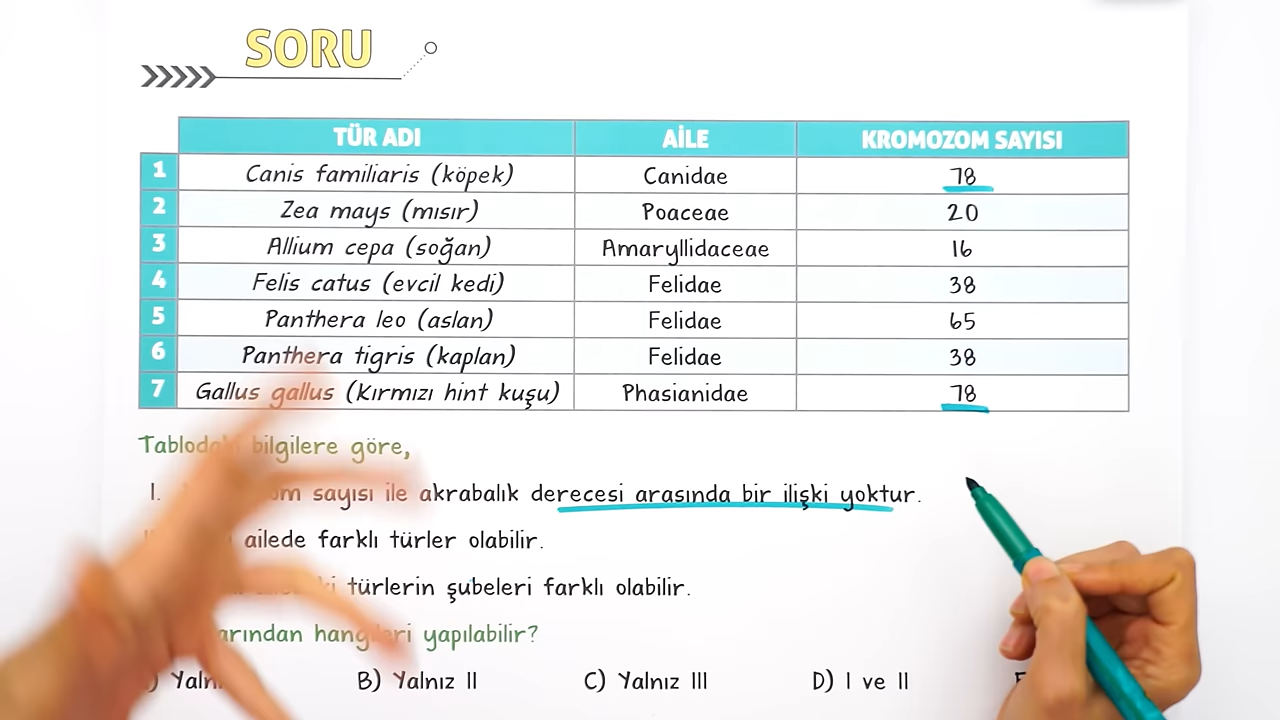 SORU
TÜR ADI AİLE KROMOZOM SAYISI
1 Canis familiaris (köpek) Canidae 78
2 Zea mays (mısır) Poaceae 20
3 Allium cepa (soğan) Amaryllidaceae 16
4 Felis catus (evcil kedi) Felidae 38
5 Panthera leo (aslan) Felidae 65
6 Panthera tigris (kaplan) Felidae 38
7 Gallus gallus (Kırmızı hint kuşu) Phasianidae 78
Tablodaki bilgilere göre,
I. sayısı ile akrabalık derecesi arasında bir ilişki yoktur.
ailede farklı türler olabilir.
türlerin şubeleri farklı olabilir.
hangileri yapılabilir?
B) Yalnız II C) Yalnız III D) I ve II